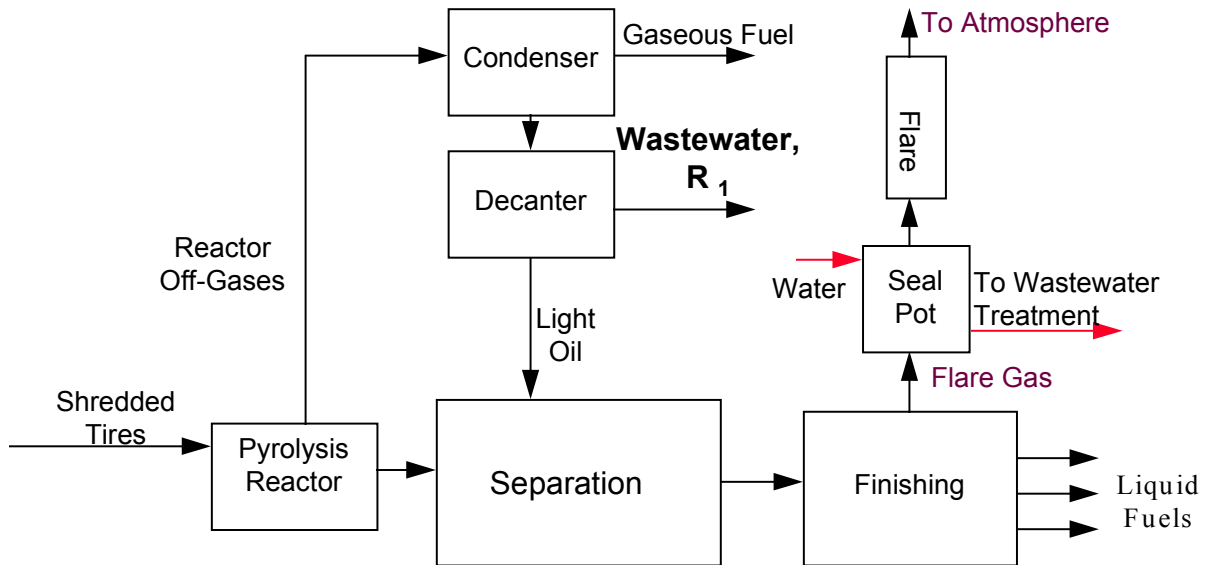 Condenser
Gaseous Fuel
To Atmosphere
Flare
Decanter
Wastewater,
R 1
Reactor
Off-Gases
Water
Seal
Pot
To Wastewater
Treatment
Light
Oil
Flare Gas
Shredded
Tires
Pyrolysis
Reactor
Separation
Finishing
Liquid
Fuels